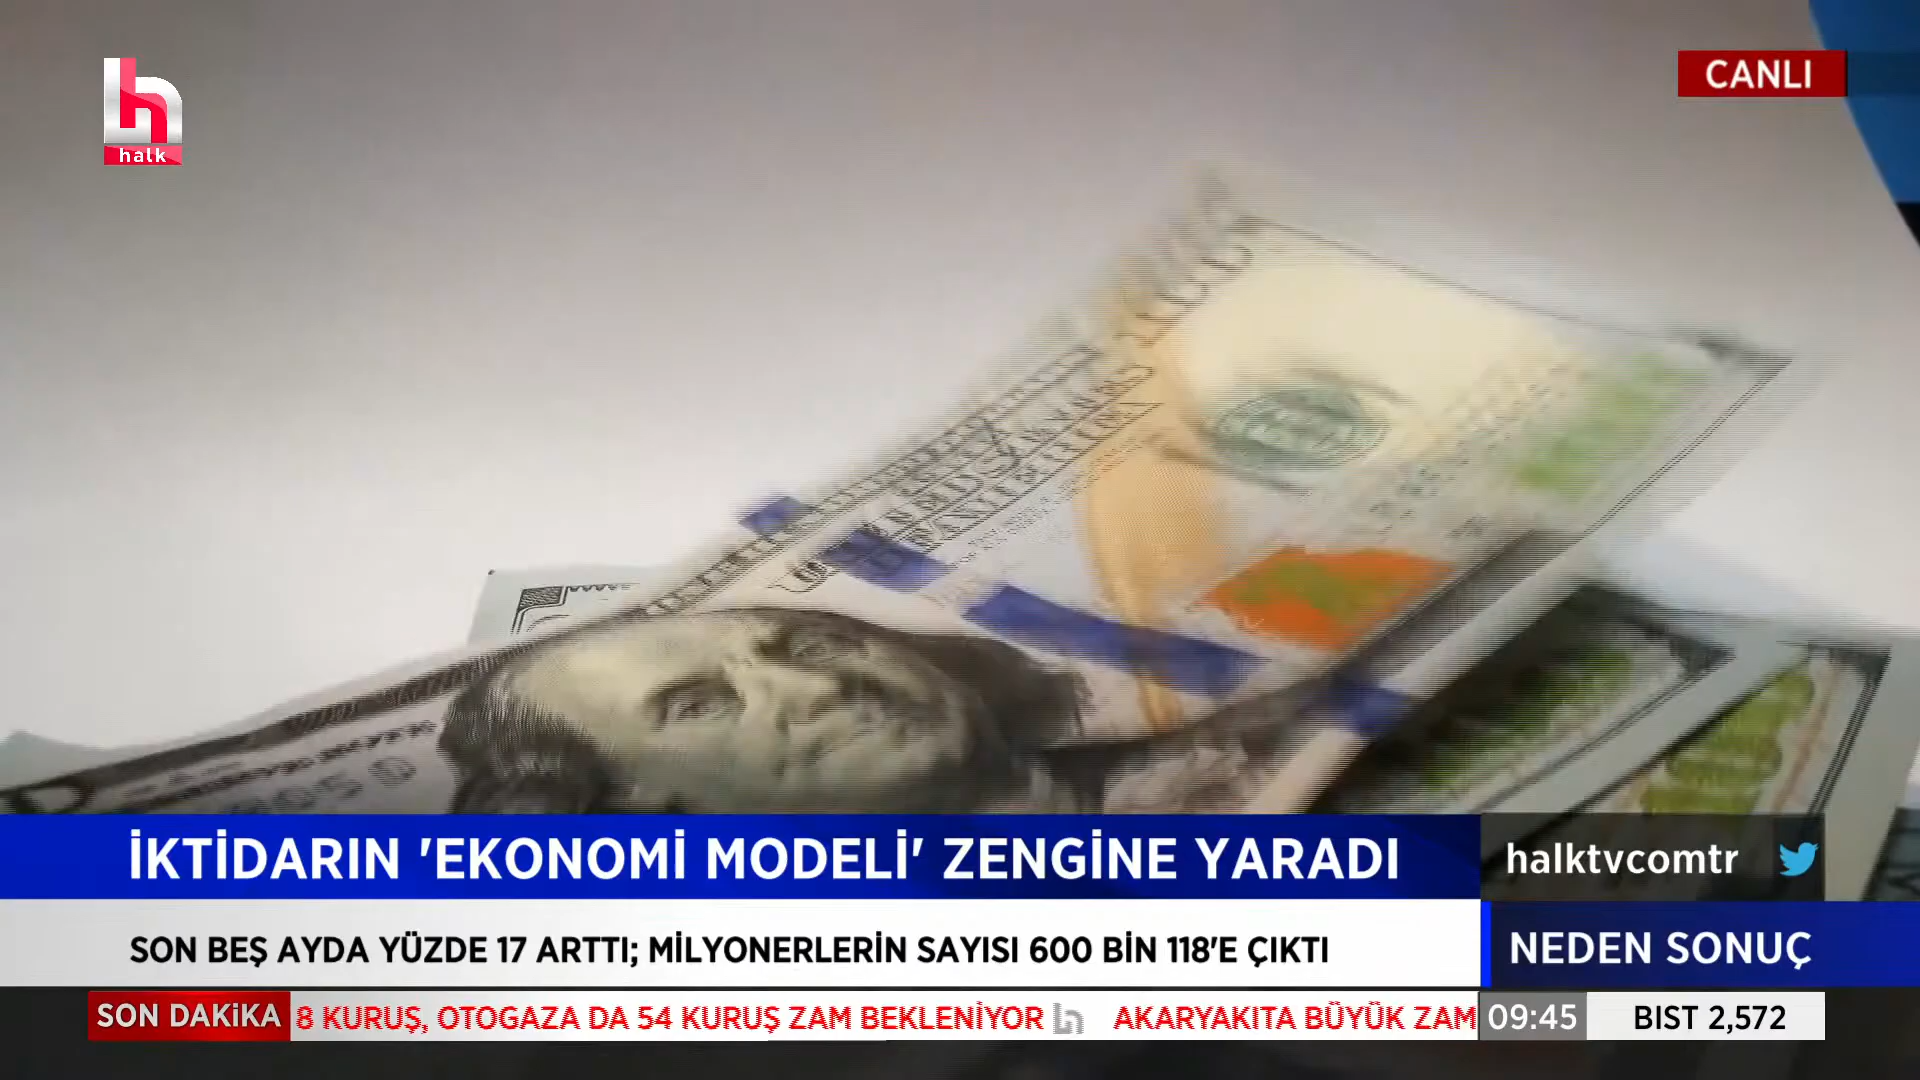 halk
CANLI
İKTİDARIN 'EKONOMİ MODELİ' ZENGİNE YARADI
halktvcomtr
SON BEŞ AYDA YÜZDE 17 ARTTI; MİLYONERLERİN SAYISI 600 BİN 118'E ÇIKTI
NEDEN SONUÇ
SON DAKİKA
8 KURUŞ, OTOGAZA DA 54 KURUŞ ZAM BEKLENİYOR AKARYAKITA BÜYÜK ZAM
09:45
BIST 2,572